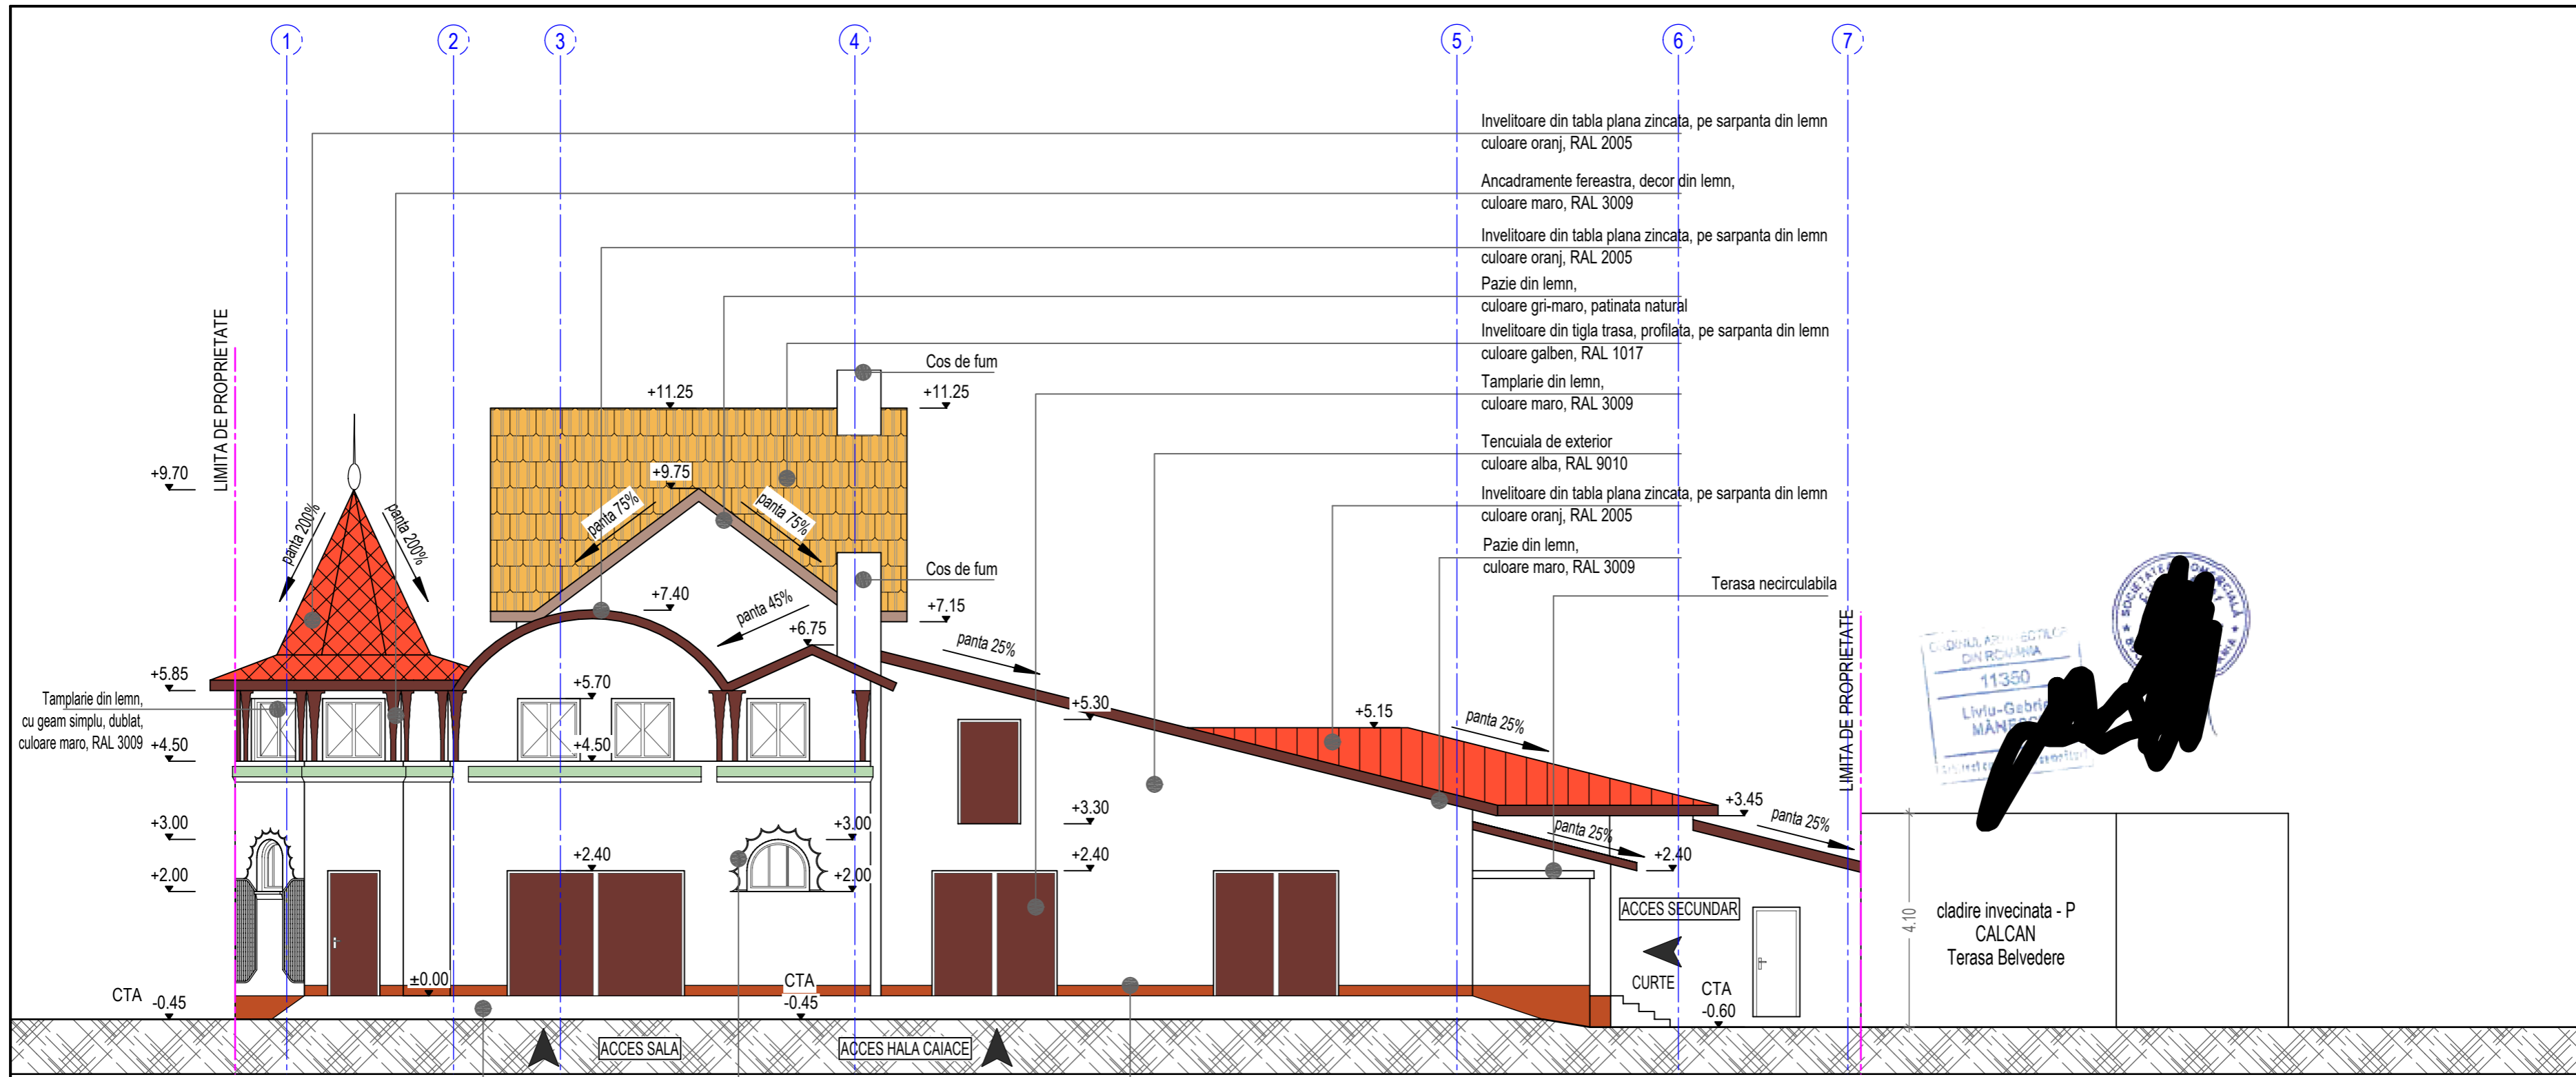 1 2 3 4 5 6 7
Invelitoare din tabla plana zincata, pe sarpanta din lemn
culoare oranj, RAL 2005
Ancadramente fereastra, decor din lemn,
culoare maro, RAL 3009
Invelitoare din tabla plana zincata, pe sarpanta din lemn
culoare oranj, RAL 2005
Pazie din lemn,
culoare gri-maro, patinata natural
Invelitoare din tigla trasa, profilata, pe sarpanta din lemn
culoare galben, RAL 1017
Tamplarie din lemn,
culoare maro, RAL 3009
Tencuiala de exterior
culoare alba, RAL 9010
Invelitoare din tabla plana zincata, pe sarpanta din lemn
culoare oranj, RAL 2005
Pazie din lemn,
culoare maro, RAL 3009
Terasa necirculabila
LIMITA DE PROPRIETATE
Cos de fum
+11.25
+11.25
+9.70
+9.75
panta 200%
panta 200%
panta 75%
panta 75%
Cos de fum
+7.40
panta 45%
+7.15
+6.75
panta 25%
+5.85
Tamplarie din lemn,
cu geam simplu, dublat,
culoare maro, RAL 3009
+5.70
+5.30
+5.15
panta 25%
+4.50
+4.50
LIMITA DE PROPRIETATE
DIN ROMÂNIA
11350
Liviu-Gabrie
+3.00
+3.00
+3.30
+3.45
panta 25%
panta 25%
+2.00
+2.40
+2.00
+2.40
+2.40
ACCES SECUNDAR
4.10
cladire invecinata - P
CALCAN
Terasa Belvedere
CURTE
±0.00
CTA
-0.45
CTA
-0.45
CTA
-0.60
ACCES SALA
ACCES HALA CAIACE